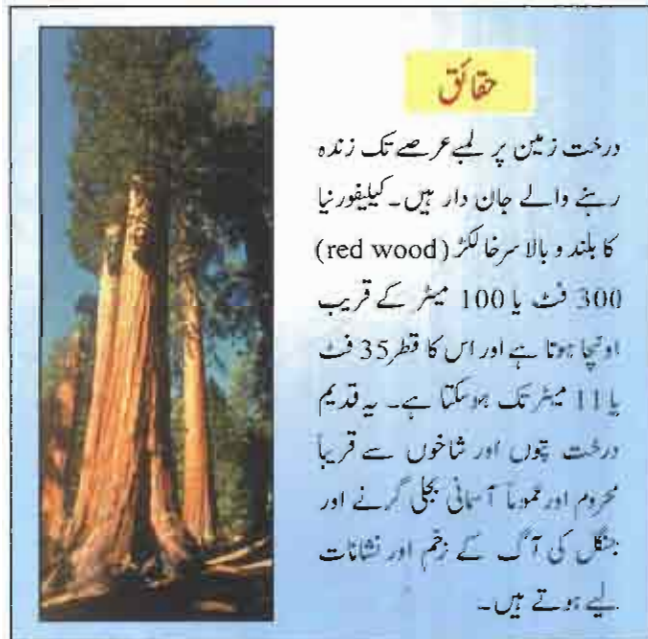 حقائق
درخت زمین پر لمبے عرصے تک زندہ
رہنے والے جان دار ہیں۔ کیلیفورنیا
کا بلند و بالا سرخا لکڑ (red wood)
300 فٹ یا 100 میٹر کے قریب
اونچا ہوتا ہے اور اس کا قطر 35 فٹ
یا 11 میٹر تک ہوسکتا ہے۔ یہ قدیم
درخت پتوں اور شاخوں سے قریباً
محروم اور عموماً آسمانی بجلی گرنے اور
جنگل کی آگ کے زخم اور نشانات
لیے ہوتے ہیں۔